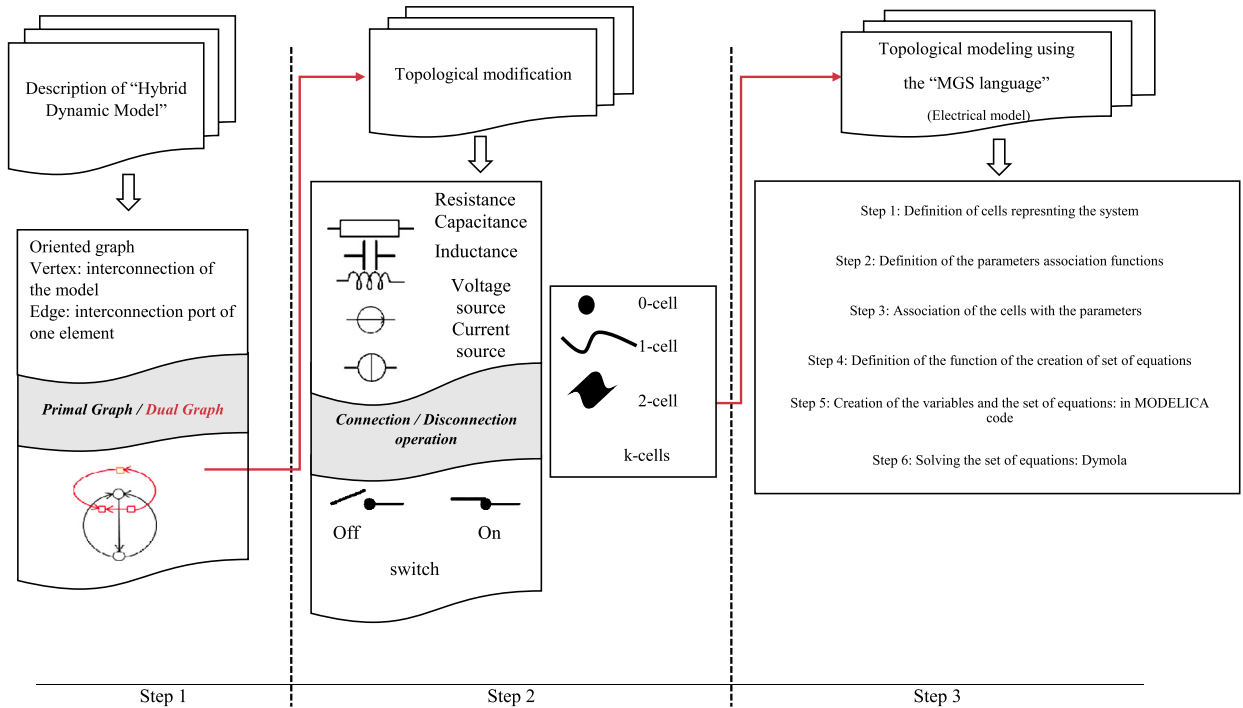 Description of “Hybrid
Dynamic Model”
Oriented graph
Vertex: interconnection of
the model
Edge: interconnection port of
one element
Primal Graph / Dual Graph
Topological modification
Resistance
Capacitance
Inductance
Voltage
source
Current
source
Connection / Disconnection
operation
Off
On
switch
0-cell
1-cell
2-cell
k-cells
Topological modeling using
the “MGS language”
(Electrical model)
Step 1: Definition of cells represnting the system
Step 2: Definition of the parameters association functions
Step 3: Association of the cells with the parameters
Step 4: Definition of the function of the creation of set of equations
Step 5: Creation of the variables and the set of equations: in MODELICA
code
Step 6: Solving the set of equations: Dymola
Step 1
Step 2
Step 3